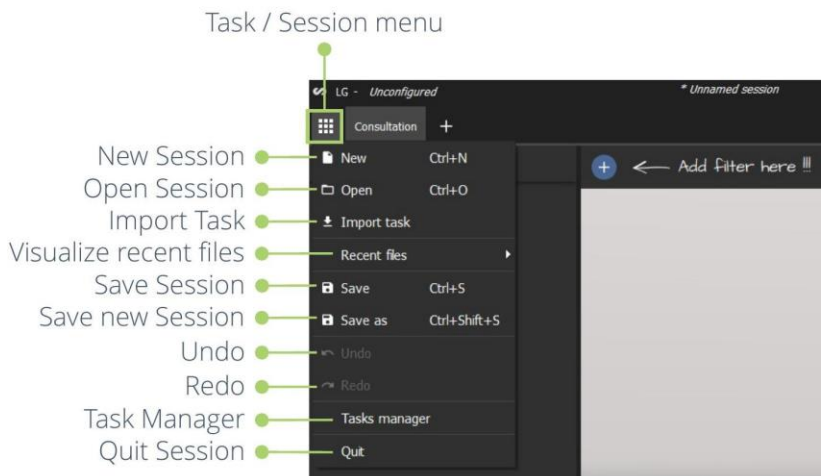 Task / Session menu
LG - Unconfigured * Unnamed session
Consultation +
New Session New Ctrl+N + Add filter here !!!
Open Session Open Ctrl+O
Import Task Import task
Visualize recent files Recent files
Save Session Save Ctrl+S
Save new Session Save as Ctrl+Shift+S
Undo Undo
Redo Redo
Task Manager Tasks manager
Quit Session Quit